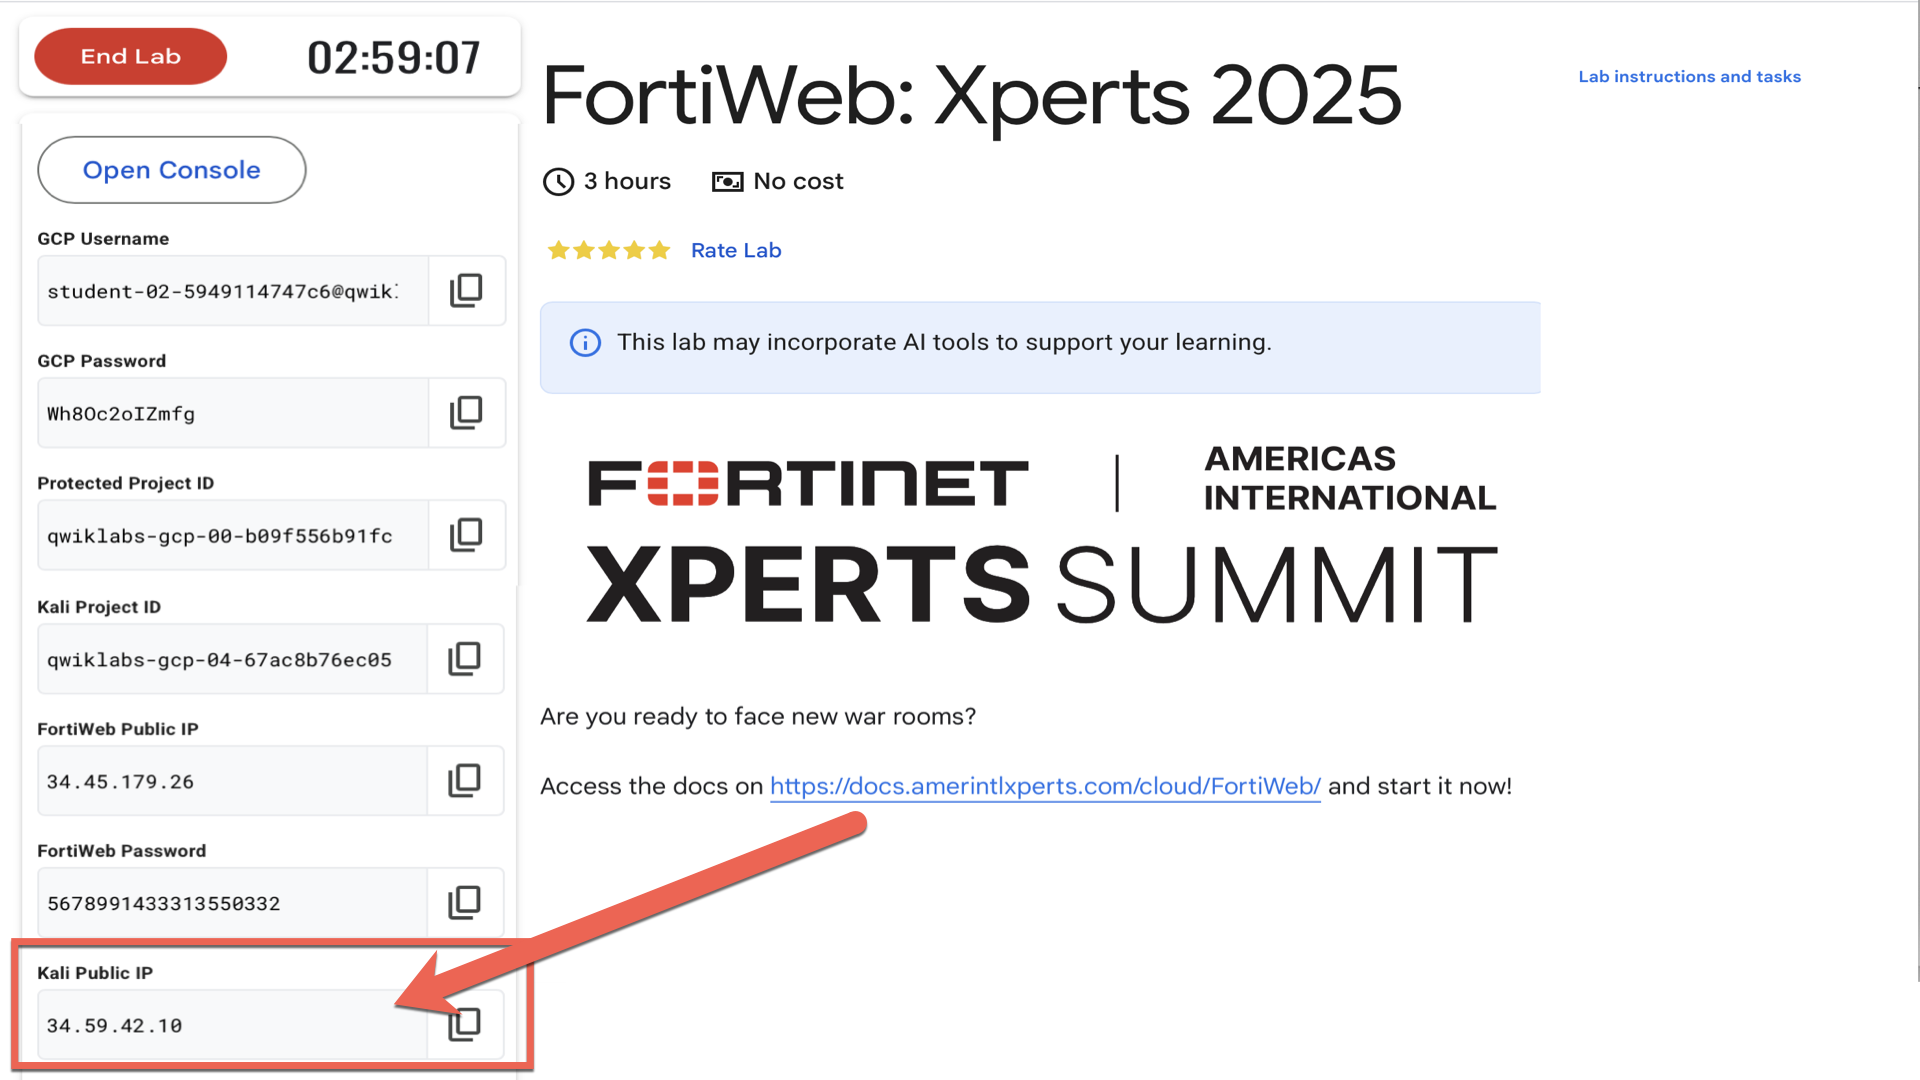 End Lab
02:59:07
Open Console
GCP Username
student-02-5949114747c6@qwikl
GCP Password
Wh8Oc2oIZmfg
Protected Project ID
qwiklabs-gcp-00-b09f556b91fc
Kali Project ID
qwiklabs-gcp-04-67ac8b76ec05
FortiWeb Public IP
34.45.179.26
FortiWeb Password
5678991433313550332
Kali Public IP
34.59.42.10
FortiWeb: Xperts 2025
3 hours
No cost
Rate Lab
This lab may incorporate AI tools to support your learning.
FORTINET
AMERICAS
INTERNATIONAL
XPERTS SUMMIT
Are you ready to face new war rooms?
Access the docs on https://docs.amerintlxperts.com/cloud/FortiWeb/ and start it now!
Lab instructions and tasks